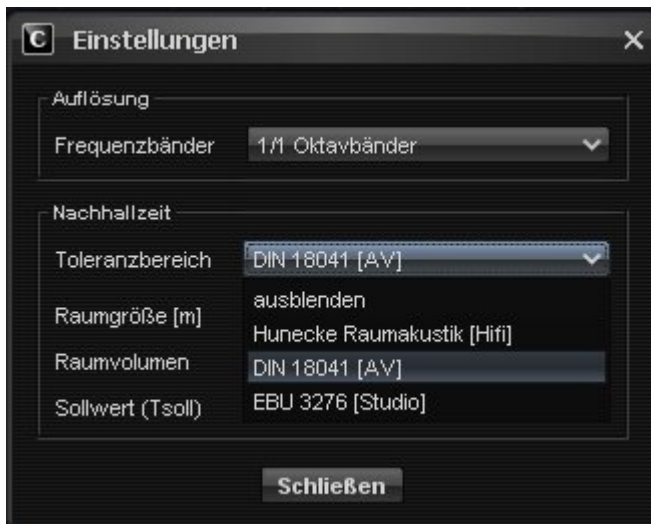 C Einstellungen
Auflösung
Frequenzbänder 1/1 Oktavbänder
Nachhallzeit
Toleranzbereich DIN 18041 [AV]
ausblenden
Raumgröße [m]
Hunecke Raumakustik [Hifi]
Raumvolumen DIN 18041 [AV]
Sollwert (Tsoll) EBU 3276 [Studio]
Schließen